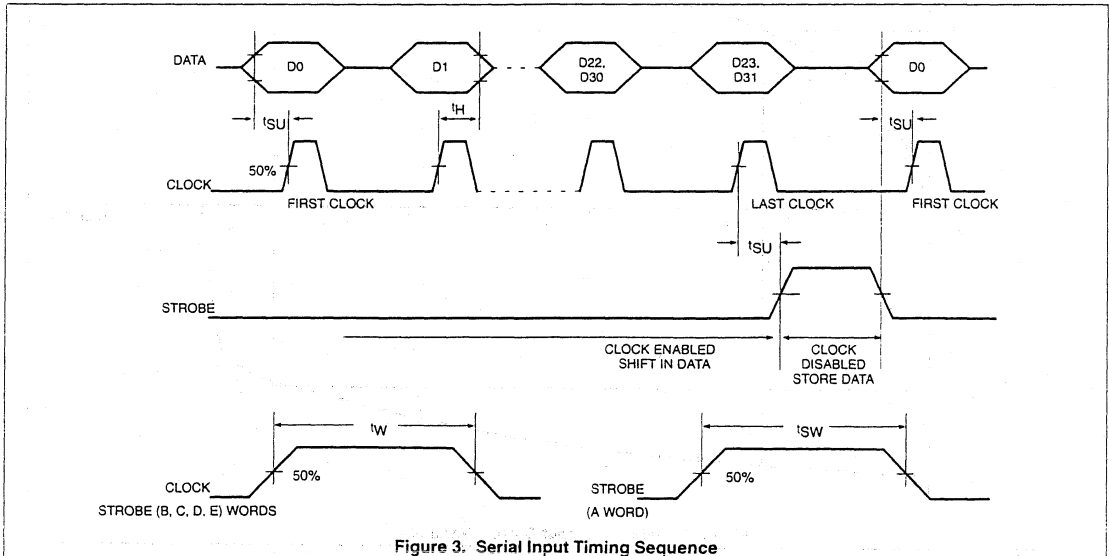 DATA
D0
D1
D22,
D30
D23,
D31
D0
tSU
tH
tSU
50%
CLOCK
FIRST CLOCK
LAST CLOCK
FIRST CLOCK
tSU
STROBE
CLOCK ENABLED
SHIFT IN DATA
CLOCK
DISABLED
STORE DATA
tW
tSW
50%
50%
CLOCK
STROBE (B, C, D, E) WORDS
STROBE
(A WORD)
Figure 3. Serial Input Timing Sequence